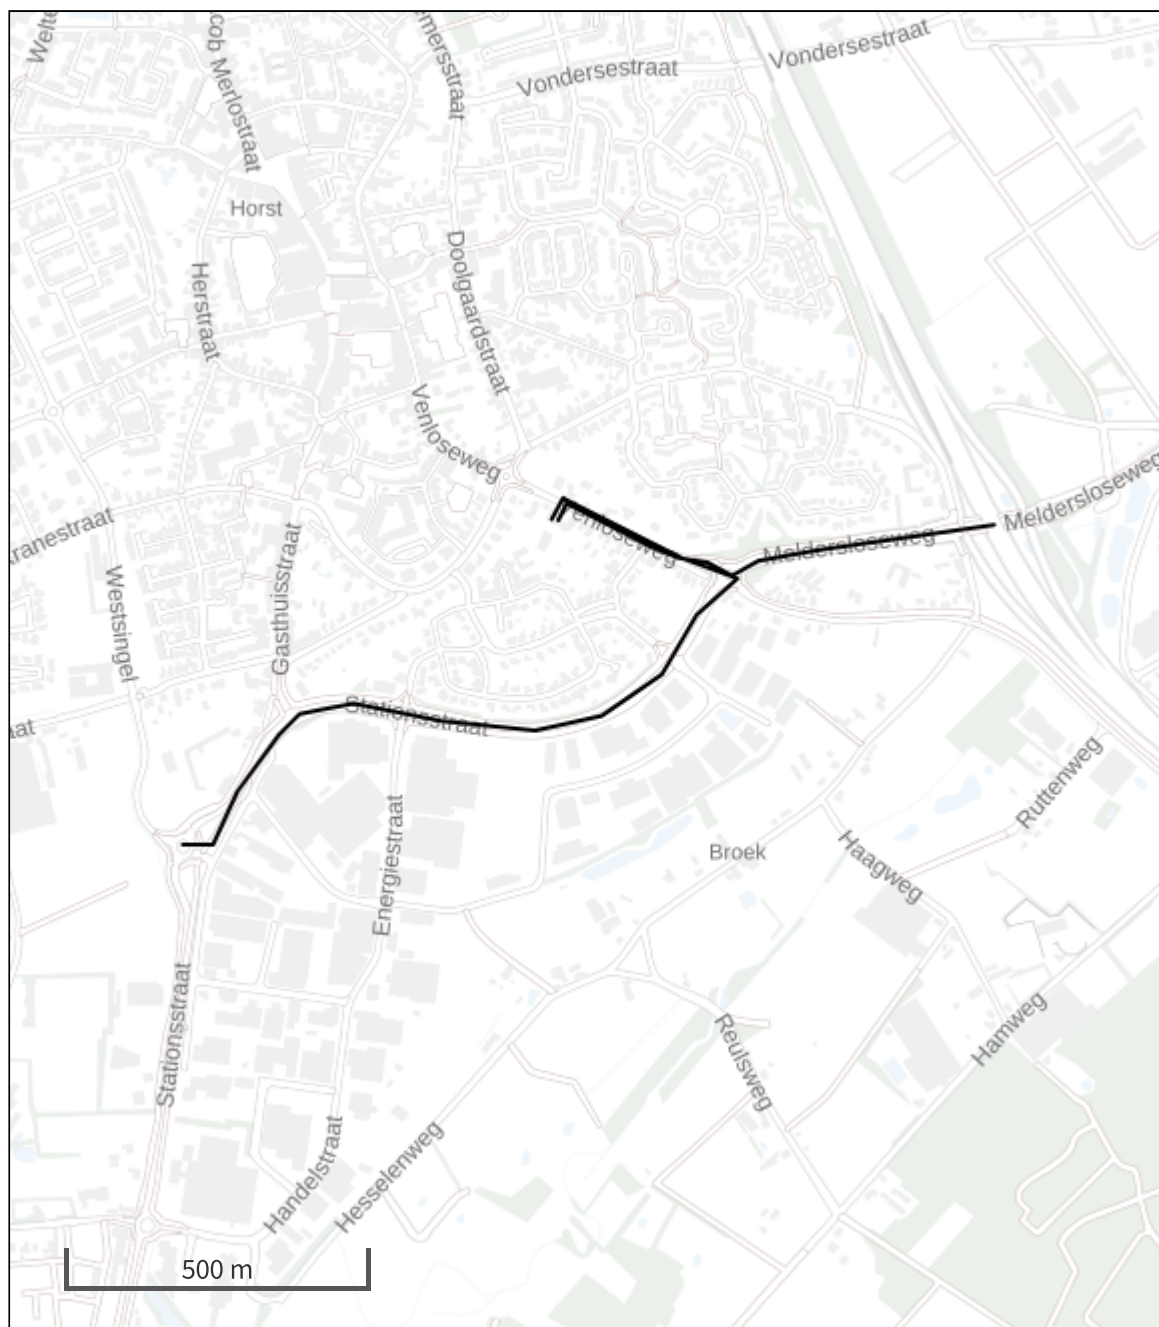 Vondersestraat
Vondersestraat
Horst
Doolgaardstraat
Herstraat
Venloseweg
Meldersloseweg
Meldersloseweg
Gasthuisstraat
Westsingel
Stationsstraat
Ruttenweg
Energiestraat
Broek
Haagweg
Stationsstraat
Hamweg
Reulsweg
Handelstraat
Hesselenweg
500 m